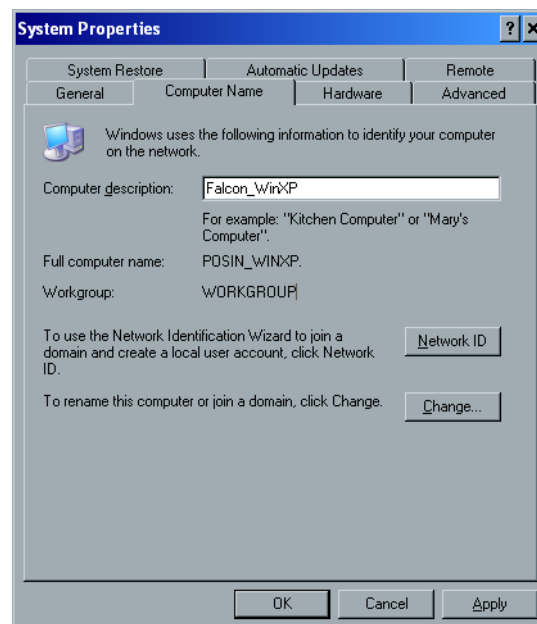 System Properties
?
System Restore Automatic Updates Remote
General Computer Name Hardware Advanced
Windows uses the following information to identify your computer
on the network.
Computer description: Falcon_WinXP
For example: "Kitchen Computer" or "Mary's
Computer".
Full computer name: POSIN_WINXP.
Workgroup: WORKGROUP
To use the Network Identification Wizard to join a
domain and create a local user account, click Network
ID.
Network ID
To rename this computer or join a domain, click Change.
Change...
OK Cancel Apply